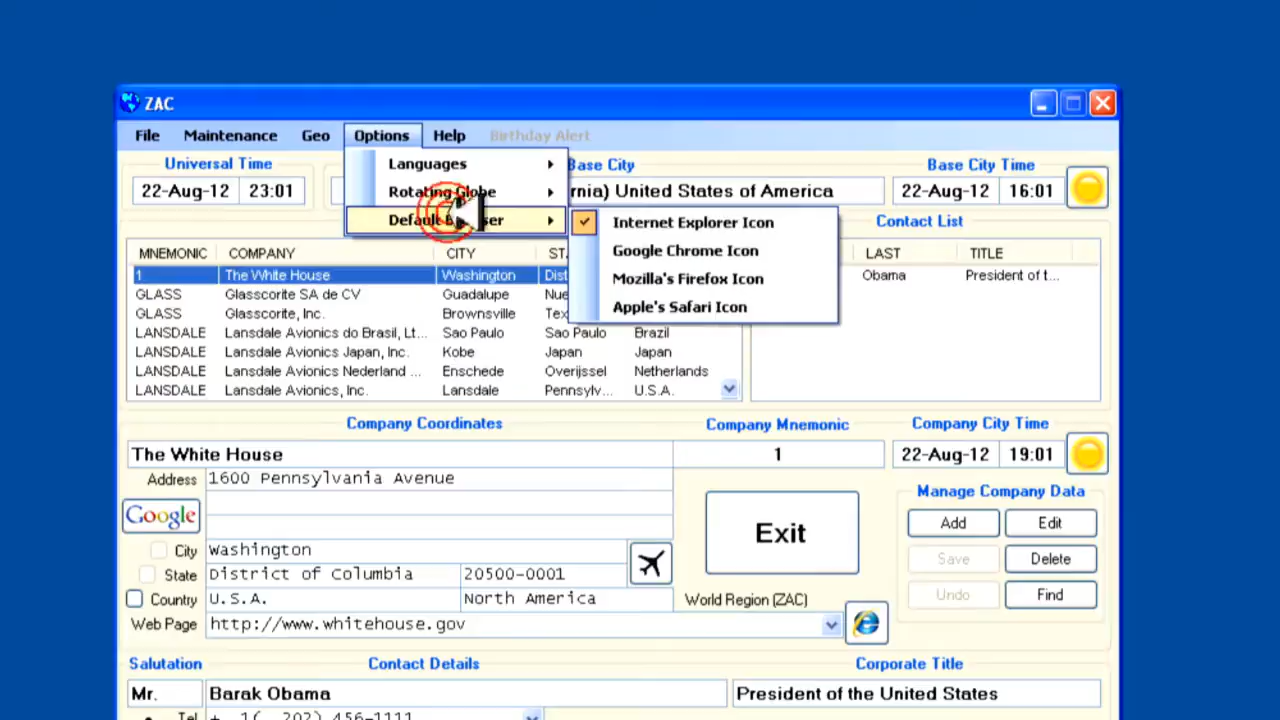 ZAC
File Maintenance Geo Options Help Birthday Alert
Universal Time
22-Aug-12 23:01
Languages
Rotating Globe
Default
Internet Explorer Icon
Google Chrome Icon
Mozilla's Firefox Icon
Apple's Safari Icon
Base City
United States of America
Base City Time
22-Aug-12 16:01
Contact List
MNEMONIC COMPANY CITY
LAST TITLE
1 The White House Washington
Obama President of t...
GLASS Glasscorite SA de CV Guadalupe
GLASS Glasscorite, Inc. Brownsville
LANSDALE Lansdale Avionics do Brasil, Lt... Sao Paulo Sao Paulo Brazil
LANSDALE Lansdale Avionics Japan, Inc. Kobe Japan Japan
LANSDALE Lansdale Avionics Nederland ... Enschede Overijssel Netherlands
LANSDALE Lansdale Avionics, Inc. Lansdale Pennsylv... U.S.A.
Company Coordinates
Company Mnemonic
Company City Time
The White House
1
22-Aug-12 19:01
Address 1600 Pennsylvania Avenue
Google
City Washington
State District of Columbia 20500-0001
Country U.S.A. North America
World Region (ZAC)
Web Page http://www.whitehouse.gov
Exit
Manage Company Data
Add Edit
Save Delete
Undo Find
Salutation Contact Details Corporate Title
Mr. Barak Obama President of the United States
Tel + 1( 202) 456-1111